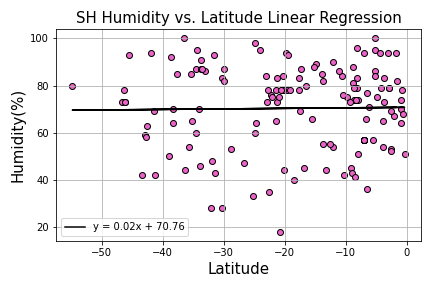 SH Humidity vs. Latitude Linear Regression
Humidity(%)
100
80
60
40
20
y = 0.02x + 70.76
−50
−40
−30
−20
−10
0
Latitude